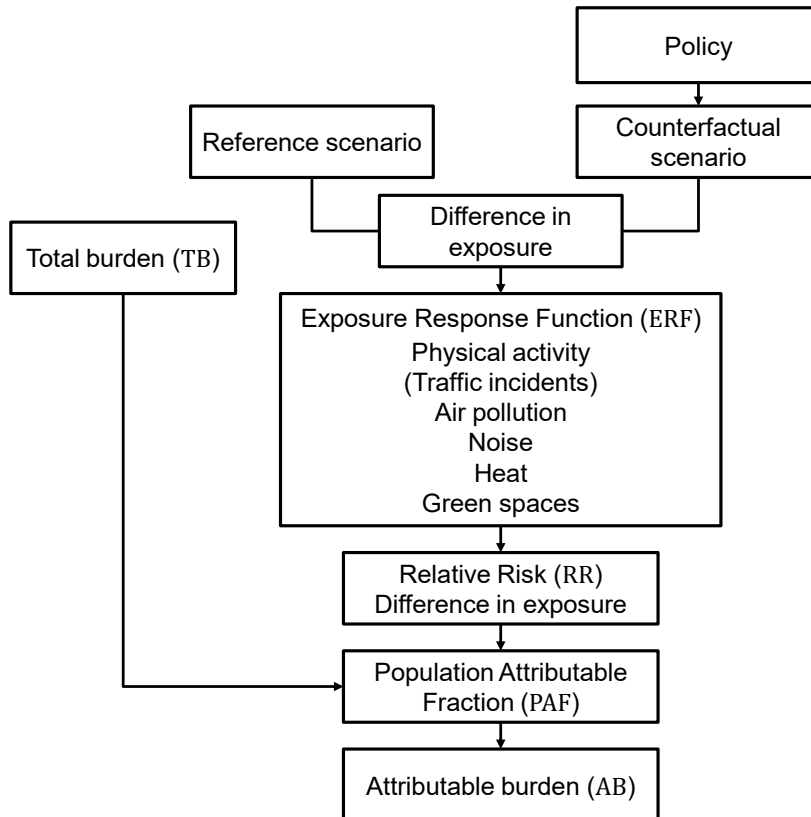 Policy
Reference scenario
Counterfactual
scenario
Difference in
exposure
Total burden (TB)
Exposure Response Function (ERF)
Physical activity
(Traffic incidents)
Air pollution
Noise
Heat
Green spaces
Relative Risk (RR)
Difference in exposure
Population Attributable
Fraction (PAF)
Attributable burden (AB)